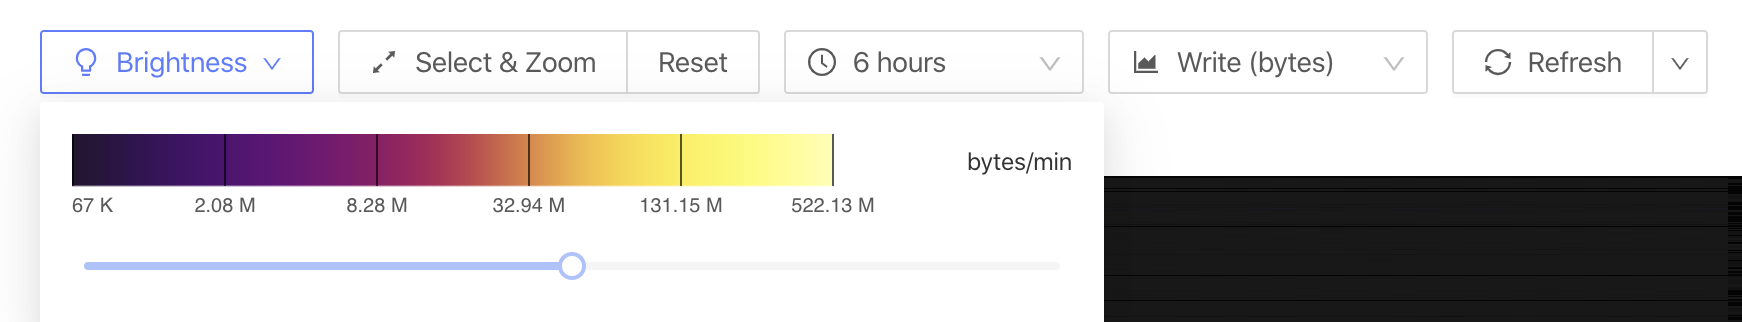 Brightness Select & Zoom Reset 6 hours Write (bytes) Refresh
bytes/min
67 K 2.08 M 8.28 M 32.94 M 131.15 M 522.13 M